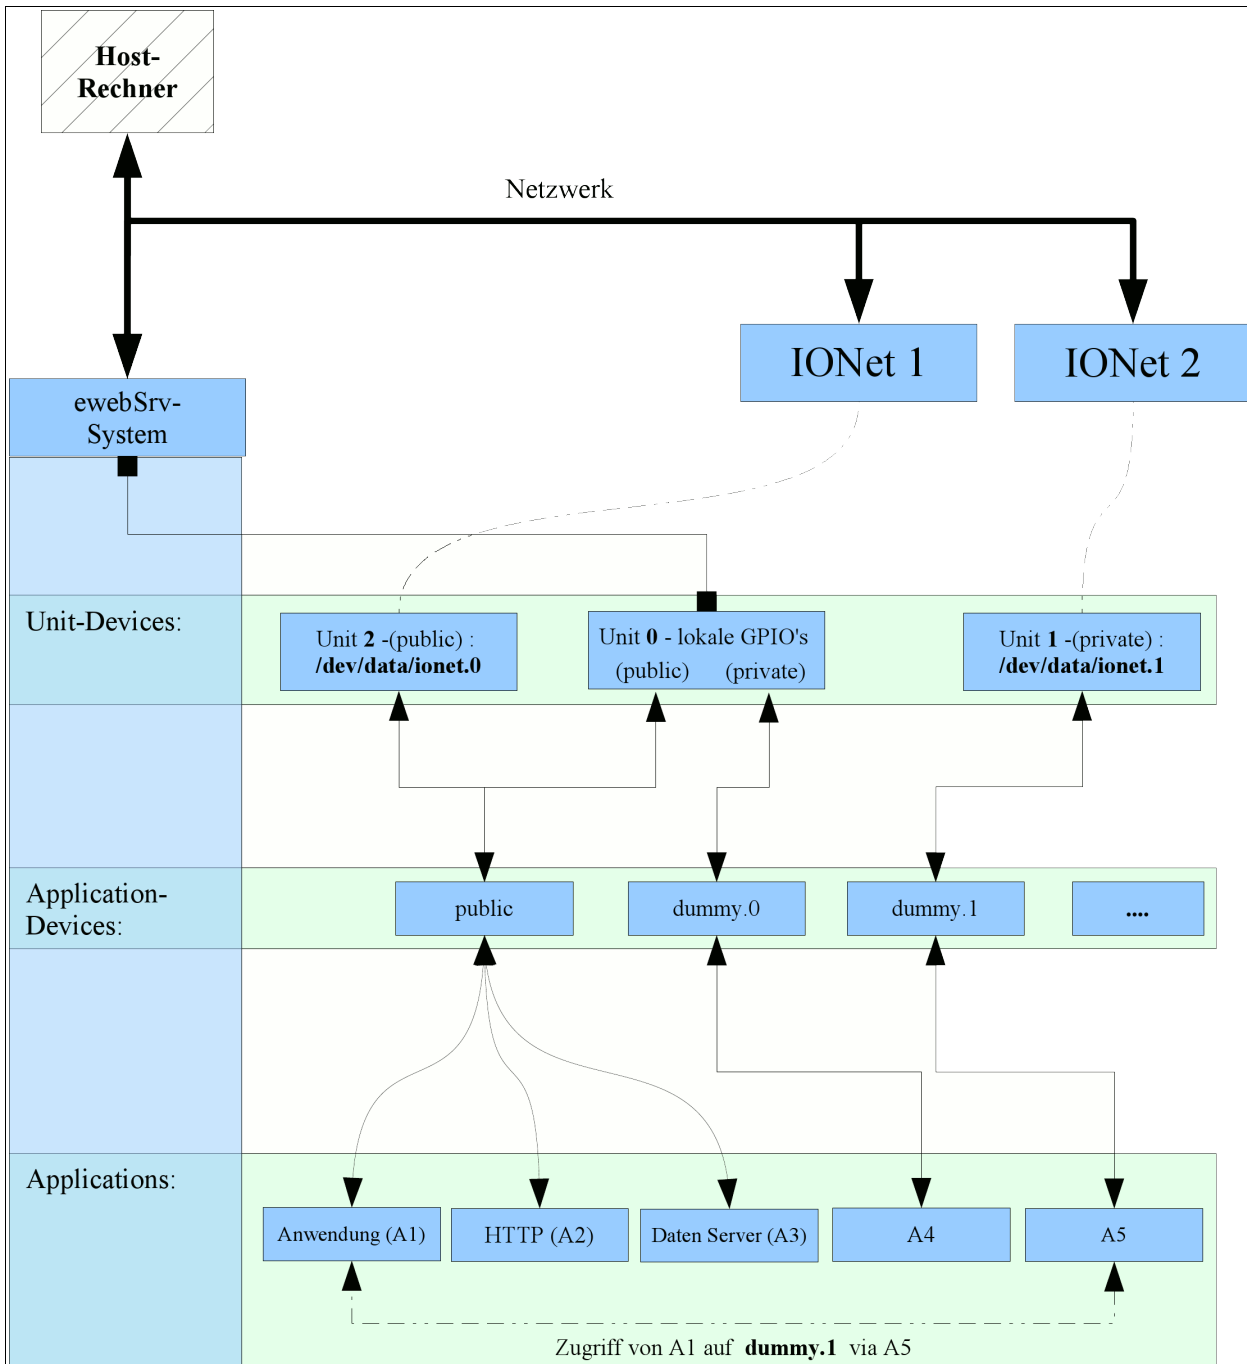 Host-
Rechner
Netzwerk
IONet 1
IONet 2
ewebSrv-
System
Unit-Devices:
Unit 2 -(public) :
/dev/data/ionet.0
Unit 0 - lokale GPIO's
(public) (private)
Unit 1 -(private) :
/dev/data/ionet.1
Application-
Devices:
public
dummy.0
dummy.1
....
Applications:
Anwendung (A1)
HTTP (A2)
Daten Server (A3)
A4
A5
Zugriff von A1 auf dummy.1 via A5